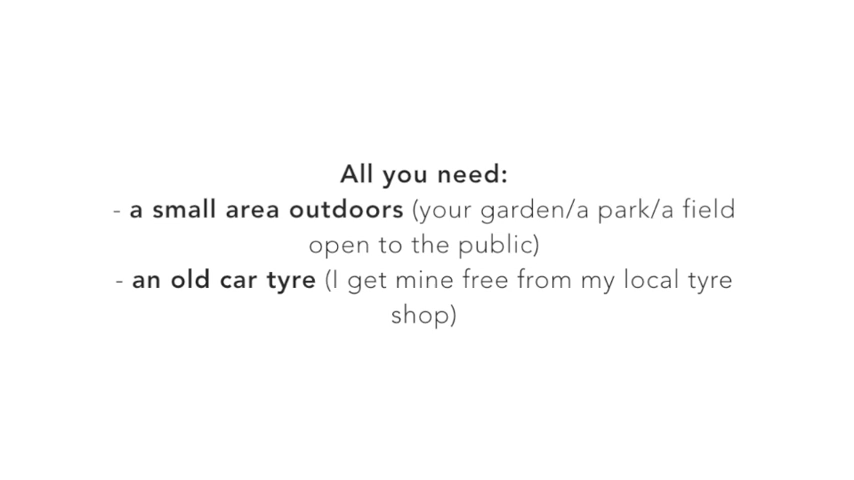 All you need:
- a small area outdoors (your garden/a park/a field
open to the public)
- an old car tyre (I get mine free from my local tyre
shop)